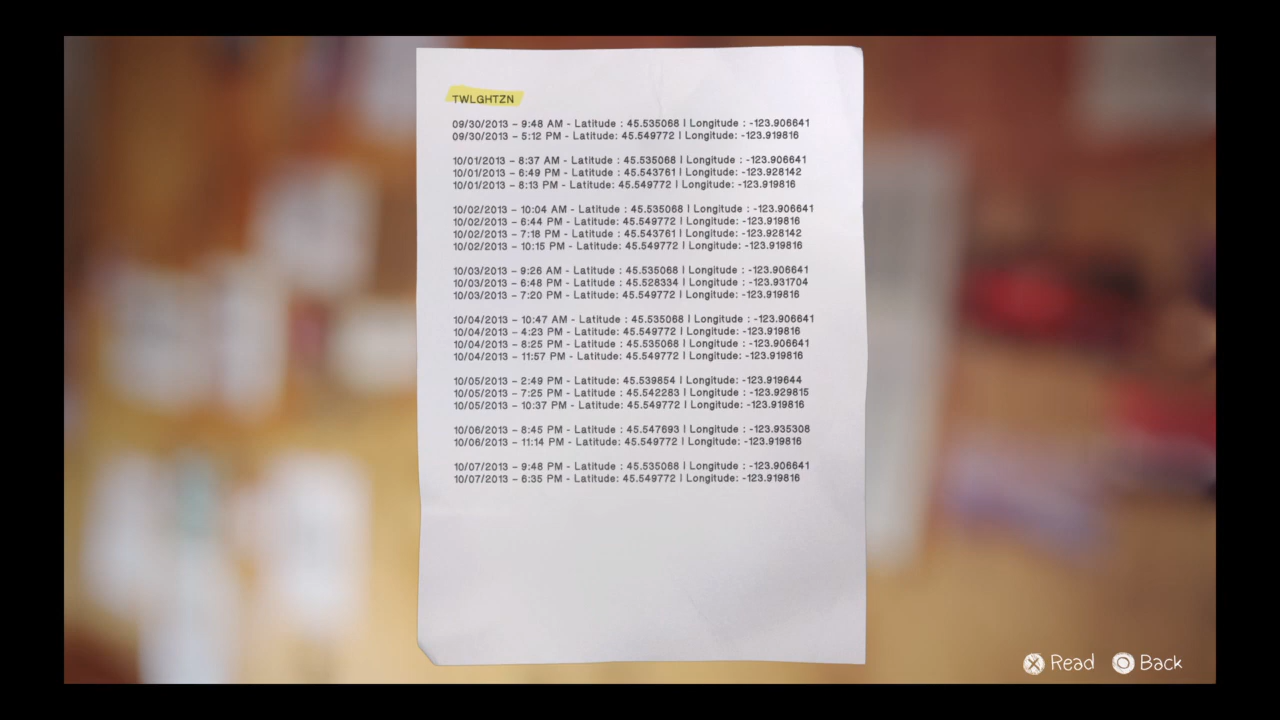 TWLGHTZN
09/30/2013 – 9:48 AM - Latitude : 45.535068 | Longitude : -123.906641
09/30/2013 – 5:12 PM - Latitude: 45.549772 | Longitude: -123.919816
10/01/2013 – 8:37 AM - Latitude : 45.535068 | Longitude : -123.906641
10/01/2013 – 6:49 PM - Latitude : 45.543761 | Longitude : -123.928142
10/01/2013 – 8:13 PM - Latitude: 45.549772 | Longitude: -123.919816
10/02/2013 – 10:04 AM - Latitude : 45.535068 | Longitude : -123.906641
10/02/2013 – 6:44 PM - Latitude: 45.549772 | Longitude: -123.919816
10/02/2013 – 7:18 PM - Latitude : 45.543761 | Longitude : -123.928142
10/02/2013 – 10:15 PM - Latitude: 45.549772 | Longitude: -123.919816
10/03/2013 – 9:26 AM - Latitude : 45.535068 | Longitude : -123.906641
10/03/2013 – 6:48 PM - Latitude : 45.528334 | Longitude : -123.931704
10/03/2013 – 7:20 PM - Latitude: 45.549772 | Longitude: -123.919816
10/04/2013 – 10:47 AM - Latitude : 45.535068 | Longitude : -123.906641
10/04/2013 – 4:23 PM - Latitude: 45.549772 | Longitude: -123.919816
10/04/2013 – 8:25 PM - Latitude : 45.535068 | Longitude : -123.906641
10/04/2013 – 11:57 PM - Latitude: 45.549772 | Longitude: -123.919816
10/05/2013 – 2:49 PM - Latitude: 45.539854 | Longitude: -123.919644
10/05/2013 – 7:25 PM - Latitude : 45.542283 | Longitude : -123.929815
10/05/2013 – 10:37 PM - Latitude: 45.549772 | Longitude: -123.919816
10/06/2013 – 8:45 PM - Latitude : 45.547693 | Longitude : -123.935308
10/06/2013 – 11:14 PM - Latitude: 45.549772 | Longitude: -123.919816
10/07/2013 – 9:48 PM - Latitude : 45.535068 | Longitude : -123.906641
10/07/2013 – 6:35 PM - Latitude: 45.549772 | Longitude: -123.919816
Read Back